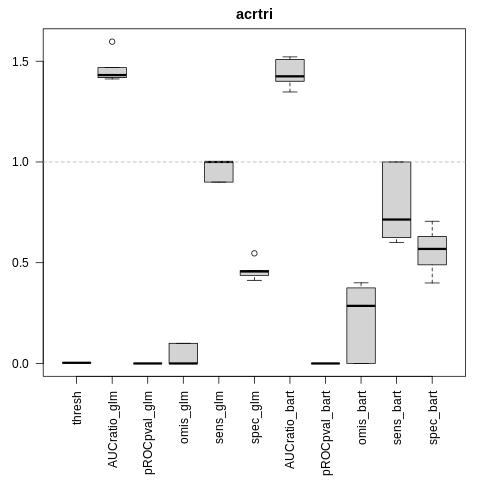 acrtri
1.5
1.0
0.5
0.0
thresh
AUCratio_glm
pROCpval_glm
omis_glm
sens_glm
spec_glm
AUCratio_bart
pROCpval_bart
omis_bart
sens_bart
spec_bart